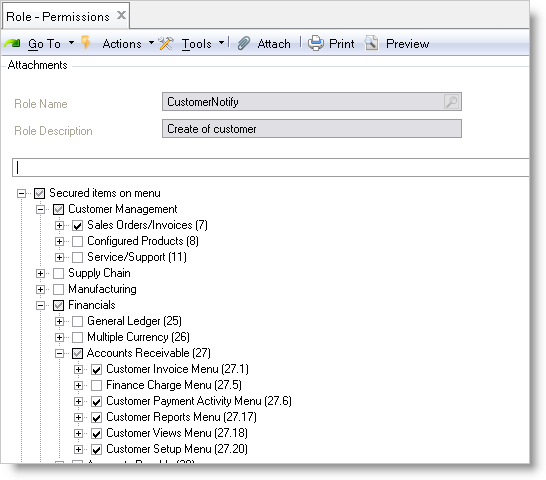 Role - Permissions
Go To Actions Tools Attach Print Preview
Attachments
Role Name CustomerNotify
Role Description Create of customer
Secured items on menu
Customer Management
Sales Orders/Invoices (7)
Configured Products (8)
Service/Support (11)
Supply Chain
Manufacturing
Financials
General Ledger (25)
Multiple Currency (26)
Accounts Receivable (27)
Customer Invoice Menu (27.1)
Finance Charge Menu (27.5)
Customer Payment Activity Menu (27.6)
Customer Reports Menu (27.17)
Customer Views Menu (27.18)
Customer Setup Menu (27.20)